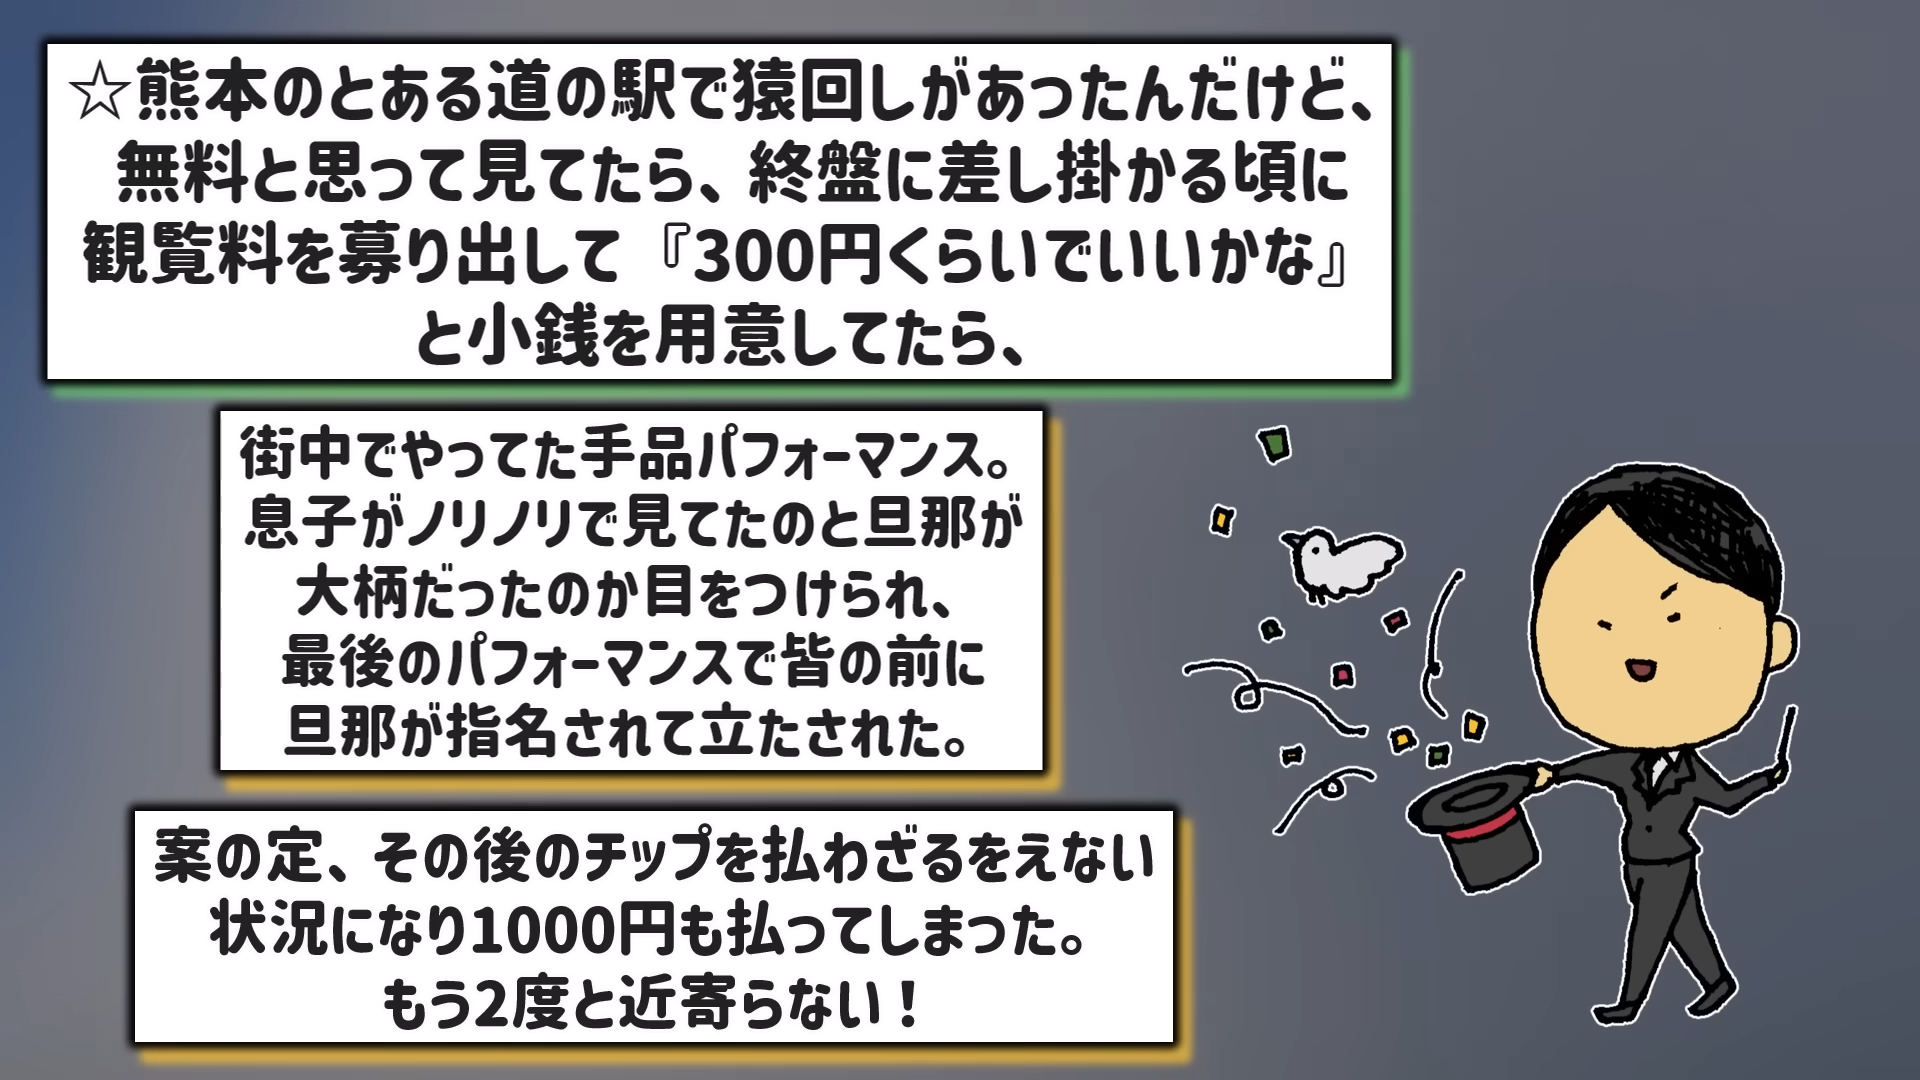 ☆熊本のとある道の駅で猿回しがあったんだけど、
無料と思って見てたら、終盤に差し掛かる頃に
観覧料を募り出して『300円くらいでいいかな』
と小銭を用意してたら、
街中でやってた手品パフォーマンス。
息子がノリノリで見てたのと旦那が
大柄だったのか目をつけられ、
最後のパフォーマンスで皆の前に
旦那が指名されて立たされた。
案の定、その後のチップを払わざるをえない
状況になり1000円も払ってしまった。
もう2度と近寄らない！